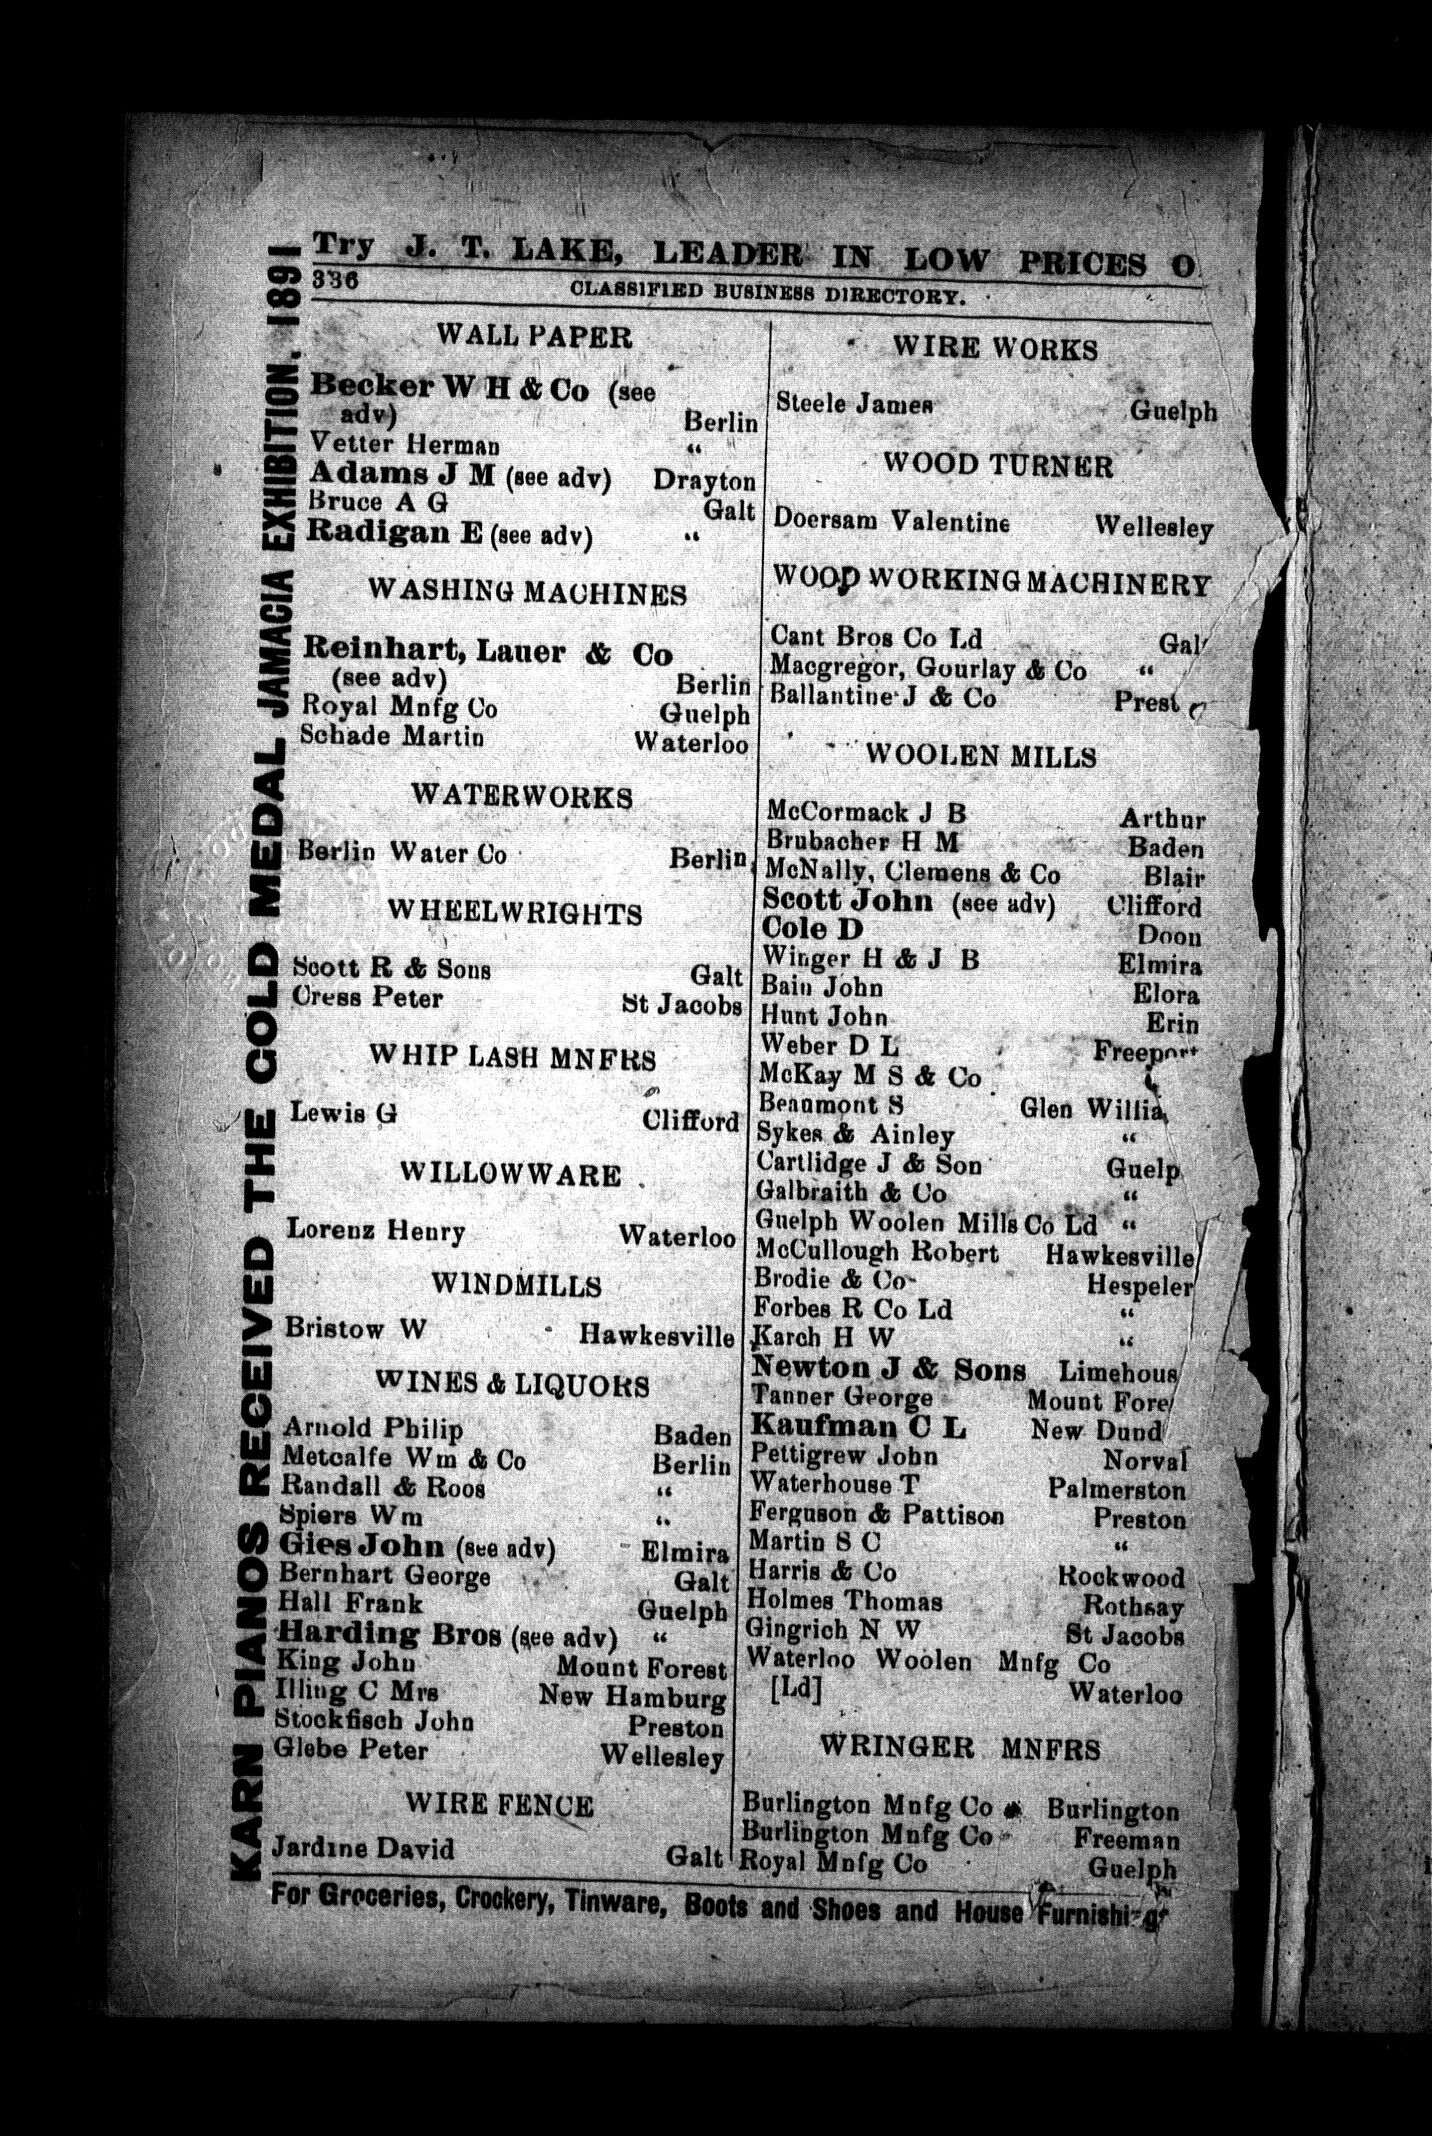 Try J. T. LAKE, LEADER IN LOW PRICES O
336 CLASSIFIED BUSINESS DIRECTORY.
KARN PIANOS RECEIVED THE GOLD MEDAL JAMACIA EXHIBITION, 1891
WALL PAPER
Becker W H & Co (see
adv) Berlin
Vetter Herman “
Adams J M (see adv) Drayton
Bruce A G Galt
Radigan E (see adv) “
WASHING MACHINES
Reinhart, Lauer & Co
(see adv) Berlin
Royal Mnfg Co Guelph
Schade Martin Waterloo
WATERWORKS
Berlin Water Co Berlin
WHEELWRIGHTS
Scott R & Sons Galt
Cress Peter St Jacobs
WHIP LASH MNFRS
Lewis G Clifford
WILLOWWARE
Lorenz Henry Waterloo
WINDMILLS
Bristow W Hawkesville
WINES & LIQUORS
Arnold Philip Baden
Metcalfe Wm & Co Berlin
Randall & Roos “
Spiers Wm “
Gies John (see adv) Elmira
Bernhart George Galt
Hall Frank Guelph
Harding Bros (see adv) “
King John Mount Forest
Illing C Mrs New Hamburg
Stockfisch John Preston
Glebe Peter Wellesley
WIRE FENCE
Jardine David Galt
WIRE WORKS
Steele James Guelph
WOOD TURNER
Doersam Valentine Wellesley
WOOD WORKING MACHINERY
Cant Bros Co Ld Gal
Macgregor, Gourlay & Co “
Ballantine J & Co Prest
WOOLEN MILLS
McCormack J B Arthur
Brubacher H M Baden
McNally, Clemens & Co Blair
Scott John (see adv) Clifford
Cole D Doon
Winger H & J B Elmira
Bain John Elora
Hunt John Erin
Weber D L Freeport
McKay M S & Co
Beaumont S Glen Willia
Sykes & Ainley “
Cartlidge J & Son Guelp
Galbraith & Co “
Guelph Woolen Mills Co Ld “
McCullough Robert Hawkesville
Brodie & Co Hespeler
Forbes R Co Ld “
Karch H W “
Newton J & Sons Limehous
Tanner George Mount Fore
Kaufman C L New Dund
Pettigrew John Norval
Waterhouse T Palmerston
Ferguson & Pattison Preston
Martin S C “
Harris & Co Rockwood
Holmes Thomas Rothsay
Gingrich N W St Jacobs
Waterloo Woolen Mnfg Co
[Ld] Waterloo
WRINGER MNFRS
Burlington Mnfg Co Burlington
Burlington Mnfg Co Freeman
Royal Mnfg Co Guelph
For Groceries, Crockery, Tinware, Boots and Shoes and House Furnishings